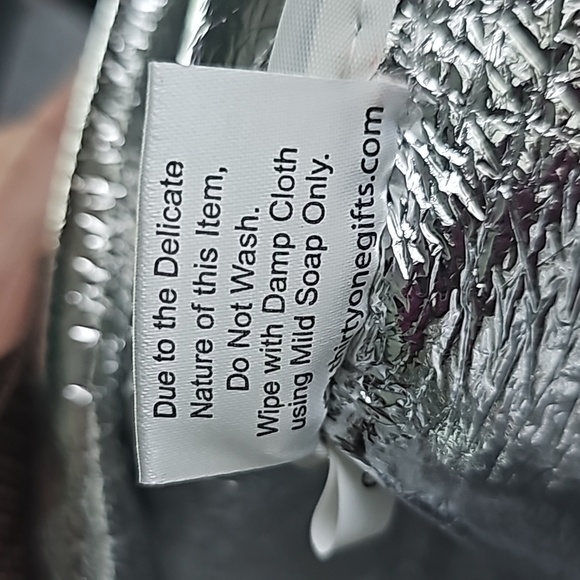 Due to the Delicate
Nature of this Item,
Do Not Wash.
Wipe with Damp Cloth
using Mild Soap Only.
thirtyonegifts.com